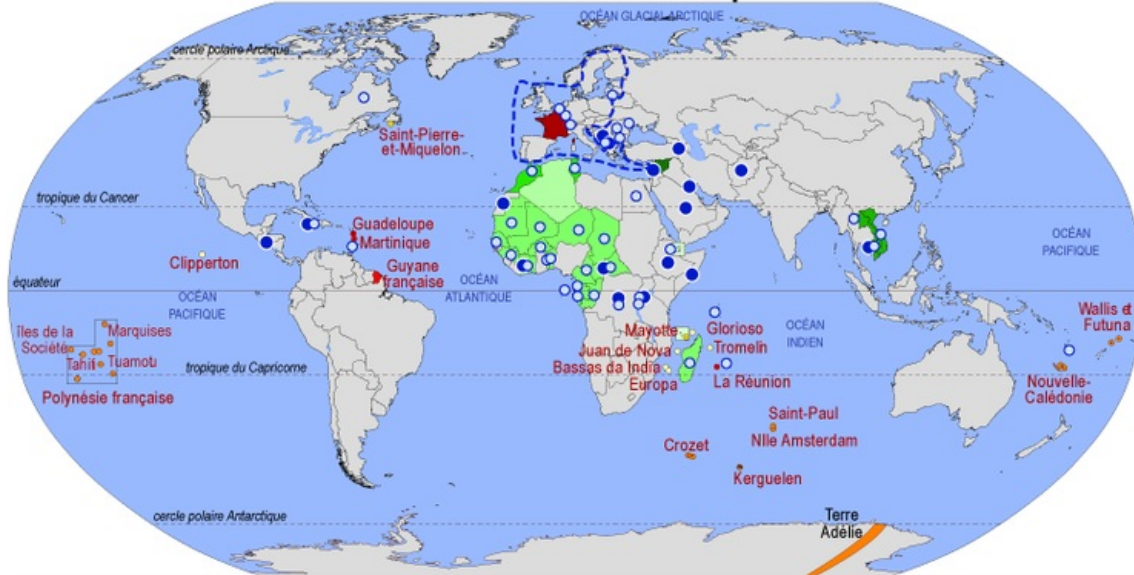 OCÉAN GLACIAL ARCTIQUE
cercle polaire Arctique
Saint-Pierre-
et-Miquelon
tropique du Cancer
Guadeloupe
Martinique
Clipperton
Guyane
française
OCÉAN
PACIFIQUE
équateur
OCÉAN
ATLANTIQUE
OCÉAN
PACIFIQUE
Wallis et
Futuna
îles de la
Société
Marquises
Tahiti
Tuamotu
Mayotte
Glorioso
OCÉAN
INDIEN
Juan de Nova
Tromelin
Bassas da India
Europa
La Réunion
tropique du Capricorne
Polynésie française
Nouvelle-
Calédonie
Saint-Paul
Nlle Amsterdam
Crozet
Kerguelen
cercle polaire Antarctique
Terre
Adélie